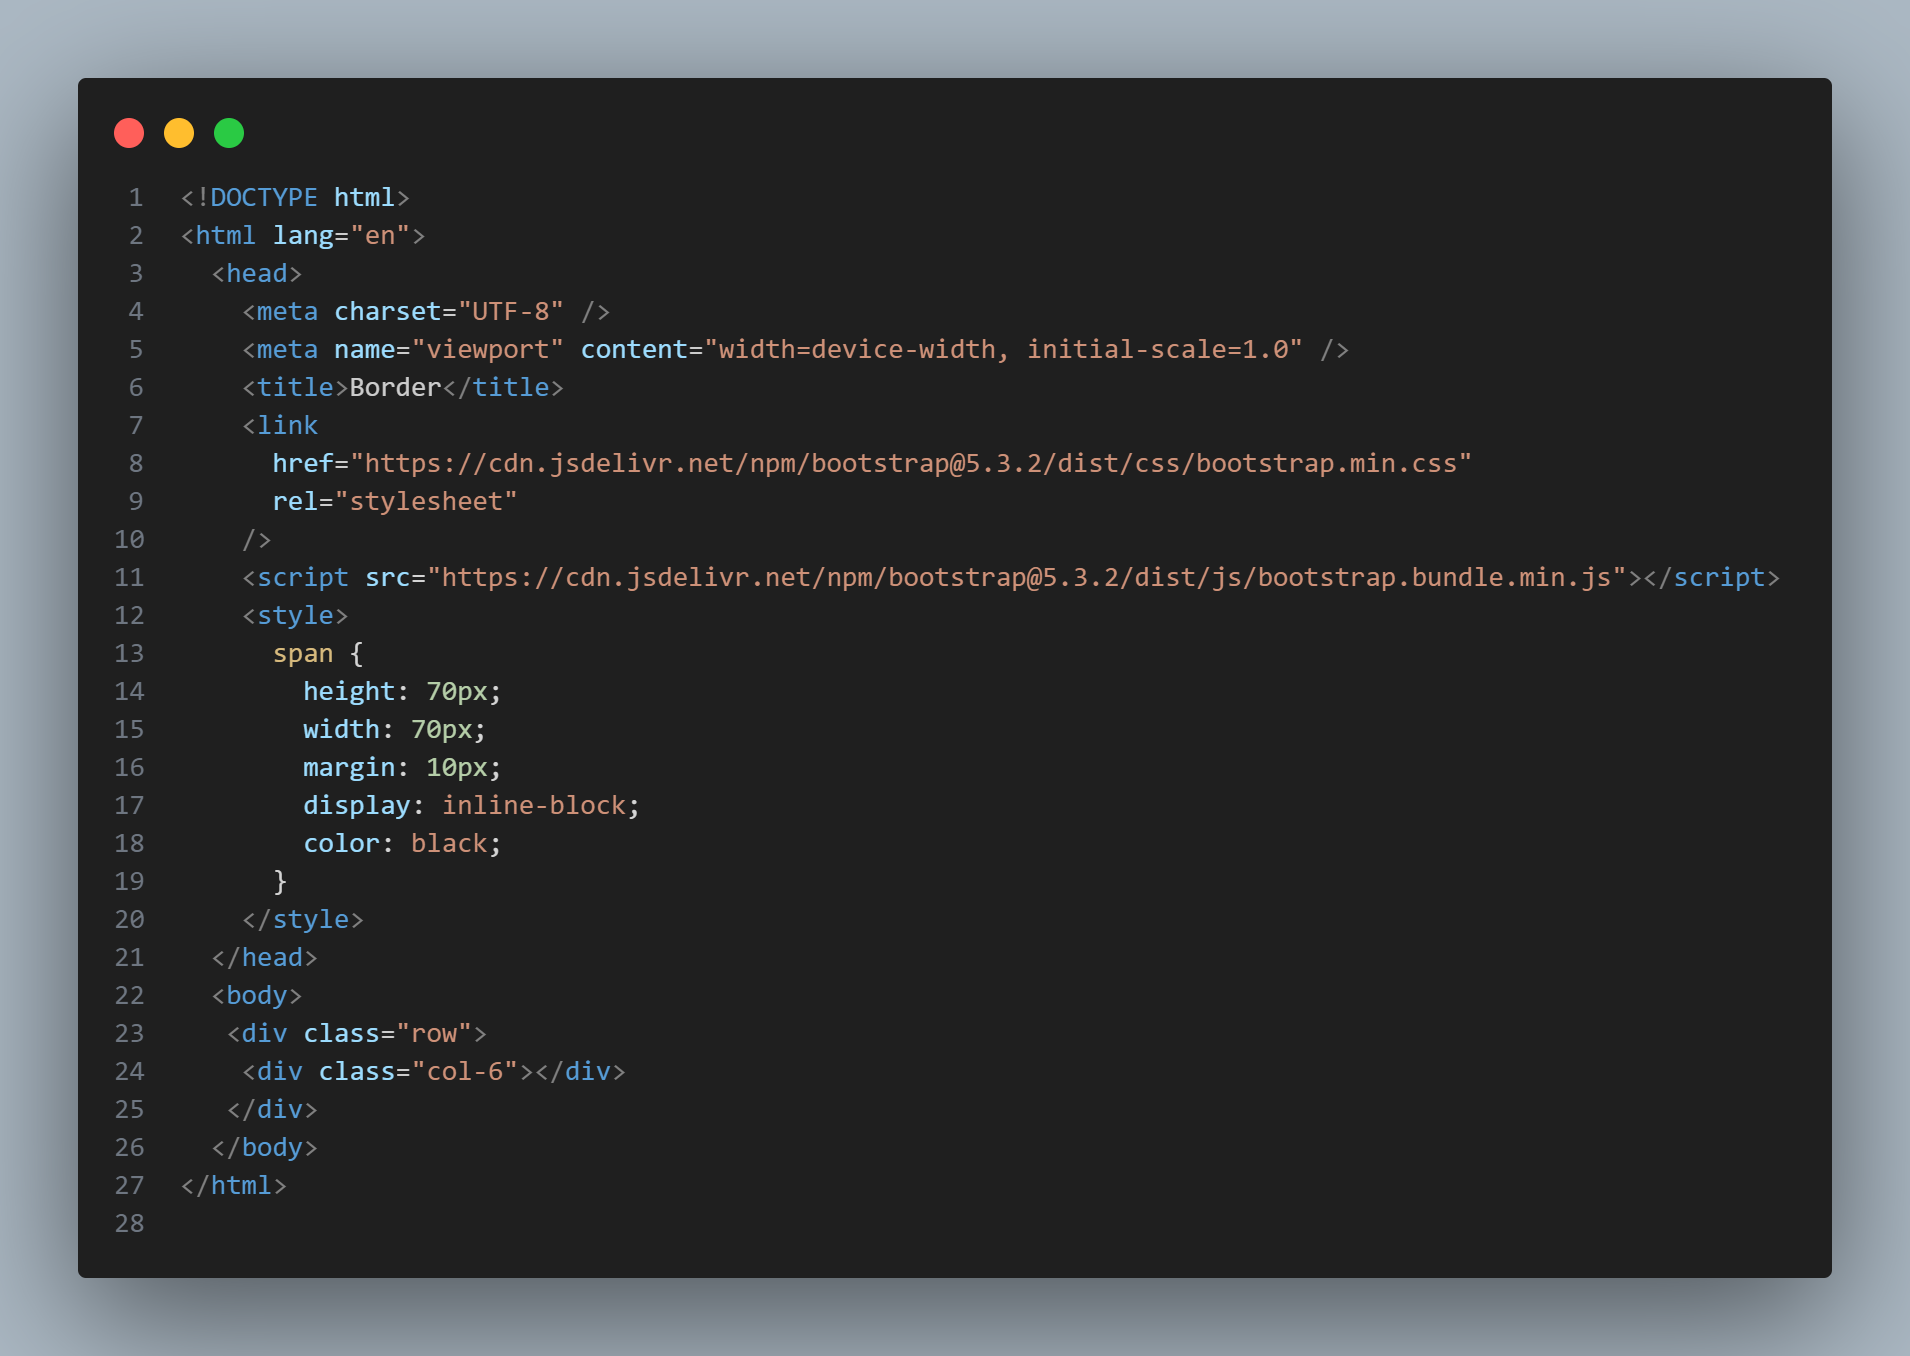 1 <!DOCTYPE html>
2 <html lang="en">
3   <head>
4     <meta charset="UTF-8" />
5     <meta name="viewport" content="width=device-width, initial-scale=1.0" />
6     <title>Border</title>
7     <link
8       href="https://cdn.jsdelivr.net/npm/bootstrap@5.3.2/dist/css/bootstrap.min.css"
9       rel="stylesheet"
10     />
11     <script src="https://cdn.jsdelivr.net/npm/bootstrap@5.3.2/dist/js/bootstrap.bundle.min.js"></script>
12     <style>
13       span {
14         height: 70px;
15         width: 70px;
16         margin: 10px;
17         display: inline-block;
18         color: black;
19       }
20     </style>
21   </head>
22   <body>
23    <div class="row">
24     <div class="col-6"></div>
25    </div>
26   </body>
27 </html>
28